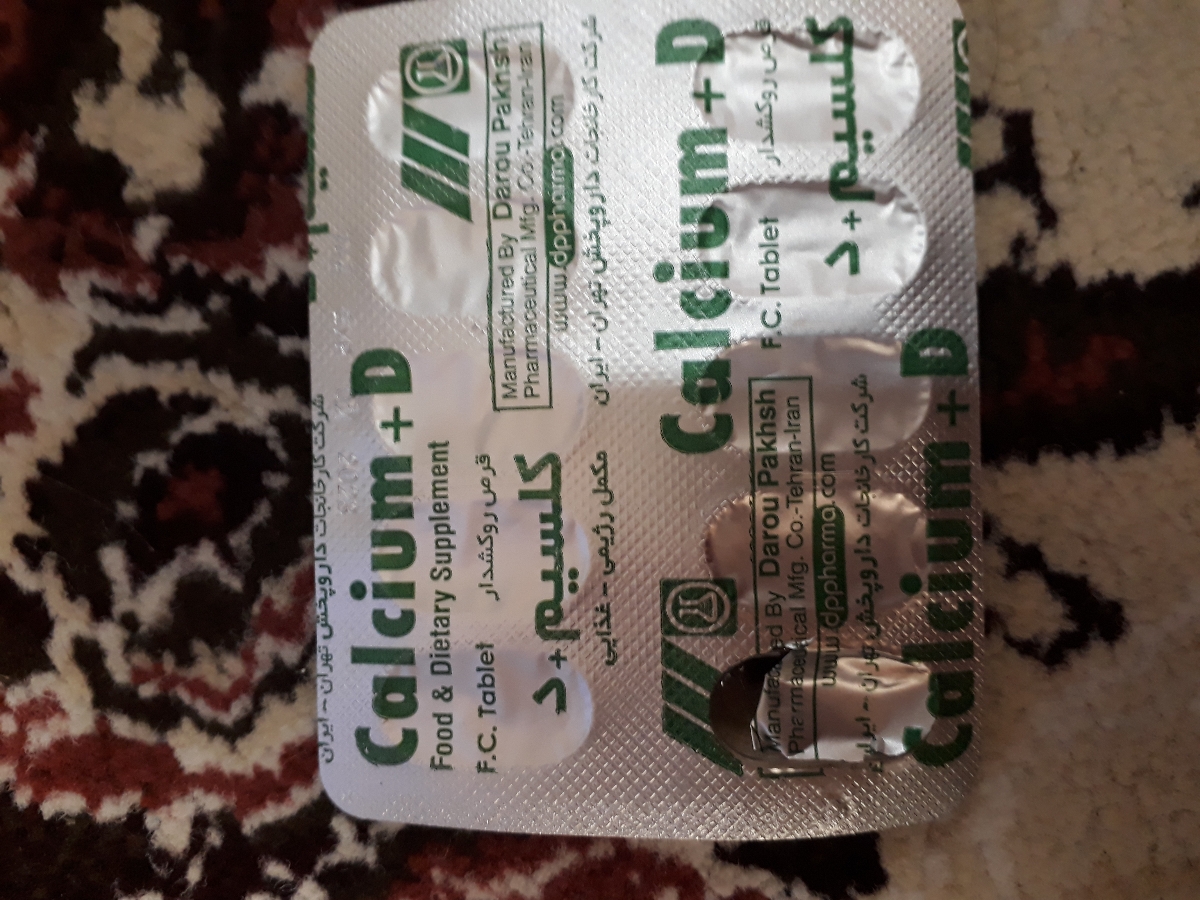 شرکت کارخانجات داروپخش تهران - ایران
Calcium + D
Food & Dietary Supplement
F.C. Tablet قرص روکشدار
کلسیم + د
مکمل رژیمی - غذایی
Manufactured By Darou Pakhsh
Pharmaceutical Mfg. Co.-Tehran-Iran
www.dppharma.com
شرکت کارخانجات داروپخش تهران - ایران
Calcium + D
F.C. Tablet قرص روکشدار
کلسیم + د
Manufactured By Darou Pakhsh
Pharmaceutical Mfg. Co.-Tehran-Iran
www.dppharma.com
شرکت کارخانجات داروپخش تهران - ایران
Calcium + D